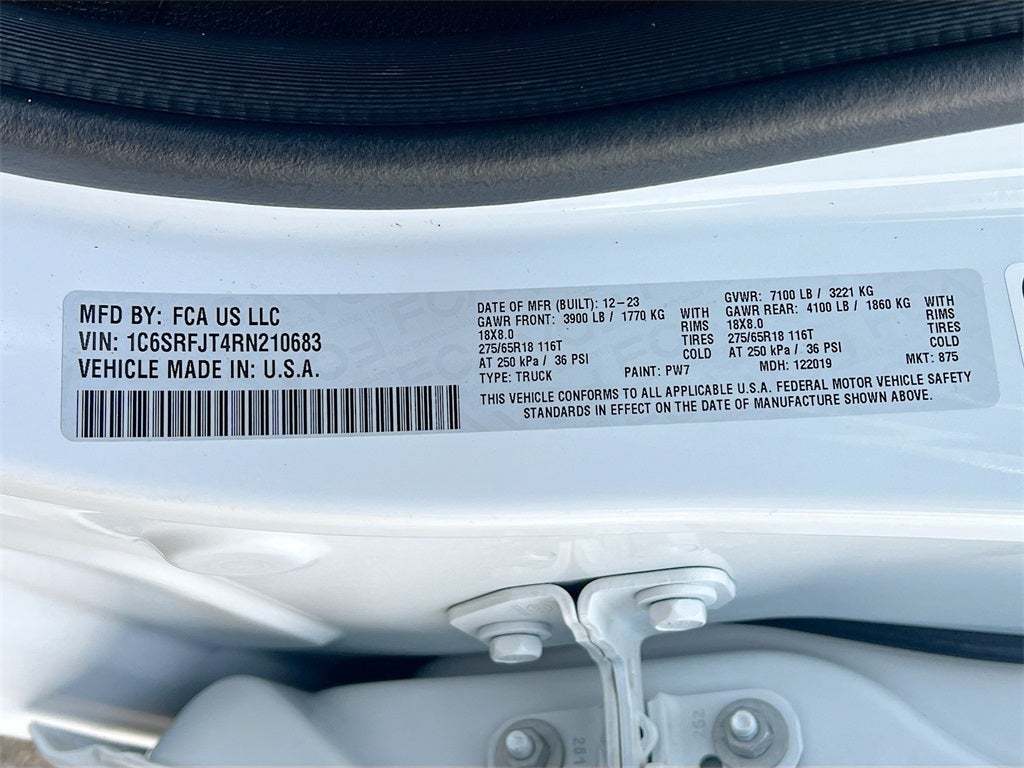 MFD BY: FCA US LLC
VIN: 1C6SRFJT4RN210683
VEHICLE MADE IN: U.S.A.
DATE OF MFR (BUILT): 12-23
GAWR FRONT: 3900 LB / 1770 KG WITH
18X8.0 RIMS
275/65R18 116T TIRES
AT 250 kPa / 36 PSI COLD
TYPE: TRUCK PAINT: PW7
GVWR: 7100 LB / 3221 KG
GAWR REAR: 4100 LB / 1860 KG WITH
18X8.0 RIMS
275/65R18 116T TIRES
AT 250 kPa / 36 PSI COLD
MDH: 122019 MKT: 875
THIS VEHICLE CONFORMS TO ALL APPLICABLE U.S.A. FEDERAL MOTOR VEHICLE SAFETY
STANDARDS IN EFFECT ON THE DATE OF MANUFACTURE SHOWN ABOVE.